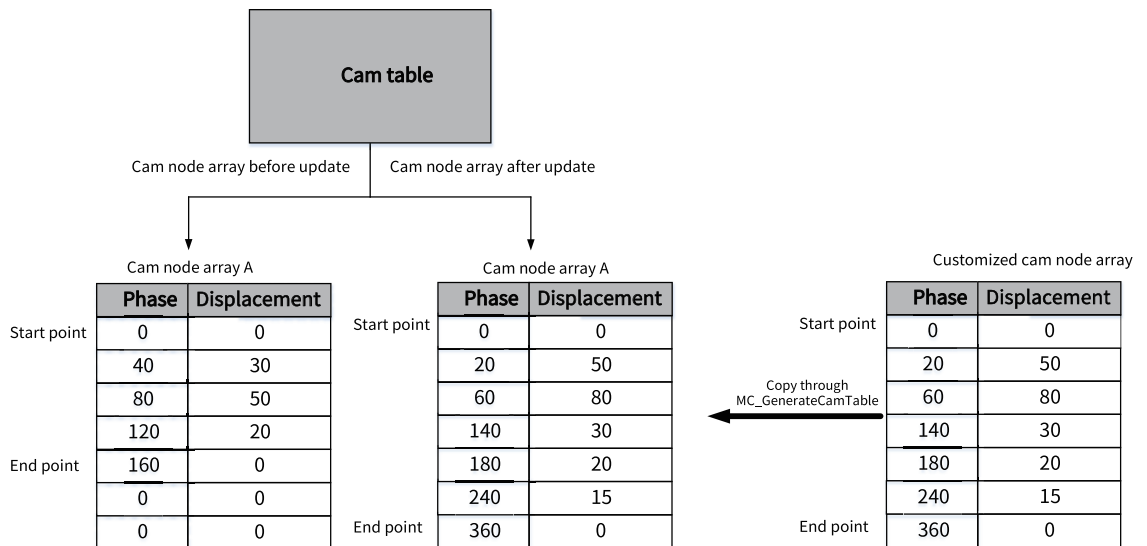 Cam table
Cam node array before update
Cam node array after update
Cam node array A
Phase Displacement
Start point 0 0
40 30
80 50
120 20
End point 160 0
0 0
0 0
Cam node array A
Phase Displacement
Start point 0 0
20 50
60 80
140 30
180 20
240 15
End point 360 0
Copy through
MC_GenerateCamTable
Customized cam node array
Phase Displacement
Start point 0 0
20 50
60 80
140 30
180 20
240 15
End point 360 0